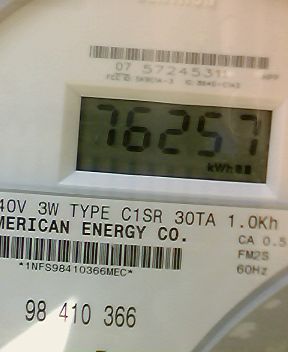 07 572453
76257
kWh
40V 3W TYPE C1SR 30TA 1.0Kh
MERICAN ENERGY CO.
CA 0.5
FM2S
*1NFS98410366MEC*
60Hz
98 410 366